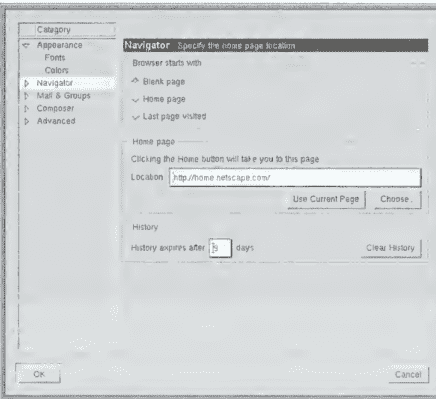 Category
Appearance
Fonts
Colors
Navigator
Mail & Groups
Composer
Advanced
Navigator Specify the home page location
Browser starts with
Blank page
Home page
Last page visited
Home page
Clicking the Home button will take you to this page
Location http://home.netscape.com/
Use Current Page Choose..
History
History expires after 9 days Clear History
OK Cancel